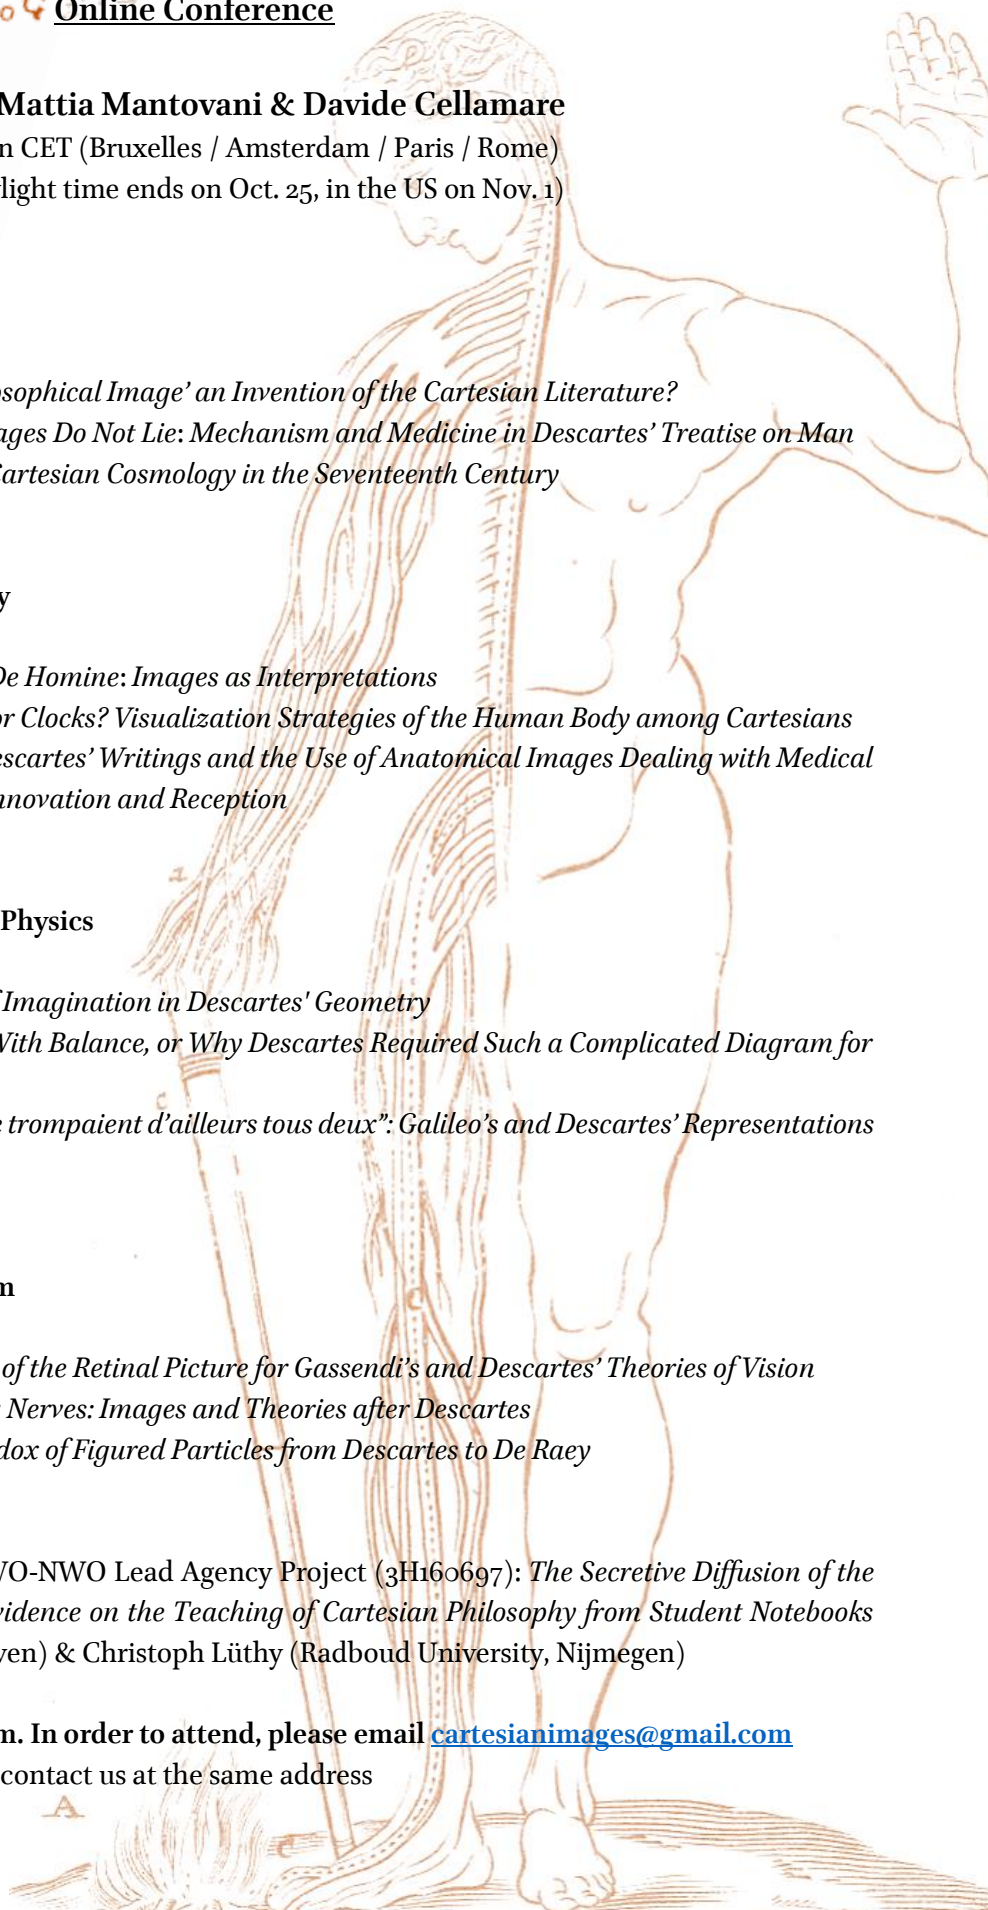 Online Conference
Mattia Mantovani & Davide Cellamare
n CET (Bruxelles / Amsterdam / Paris / Rome)
light time ends on Oct. 25, in the US on Nov. 1)
osophical Image’ an Invention of the Cartesian Literature?
ages Do Not Lie: Mechanism and Medicine in Descartes’ Treatise on Man
Cartesian Cosmology in the Seventeenth Century
y
De Homine: Images as Interpretations
or Clocks? Visualization Strategies of the Human Body among Cartesians
escartes’ Writings and the Use of Anatomical Images Dealing with Medical
nnovation and Reception
1
Physics
f Imagination in Descartes' Geometry
With Balance, or Why Descartes Required Such a Complicated Diagram for
c
e trompaient d’ailleurs tous deux”: Galileo’s and Descartes’ Representations
m
C
of the Retinal Picture for Gassendi’s and Descartes’ Theories of Vision
Nerves: Images and Theories after Descartes
dox of Figured Particles from Descartes to De Raey
WO-NWO Lead Agency Project (3H160697): The Secretive Diffusion of the
vidence on the Teaching of Cartesian Philosophy from Student Notebooks
ven) & Christoph Lüthy (Radboud University, Nijmegen)
m. In order to attend, please email cartesianimages@gmail.com
contact us at the same address
A
c